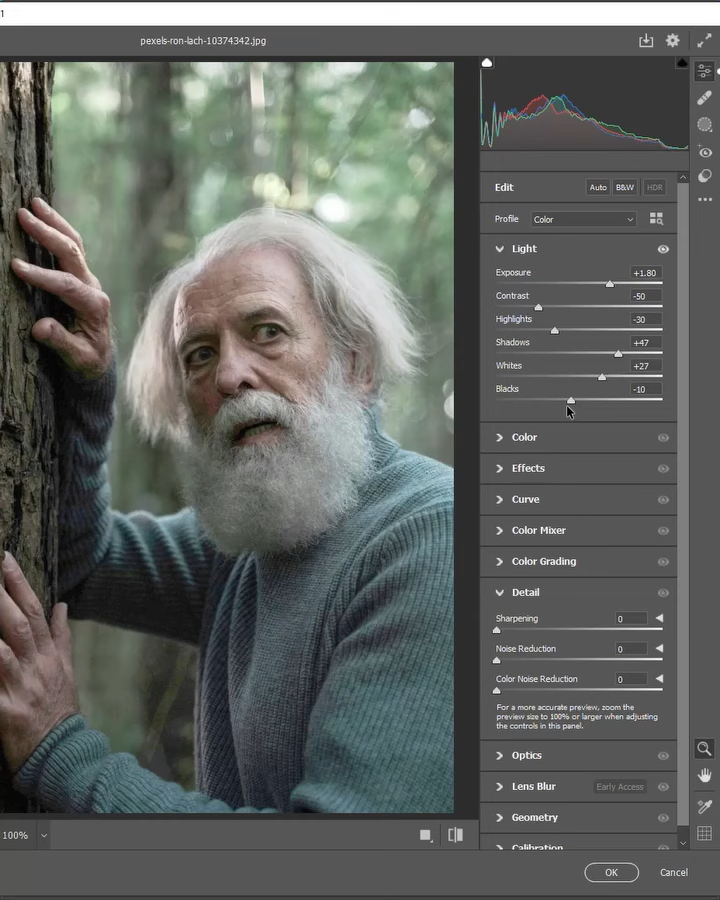 1
pexels-ron-lach-10374342.jpg
Edit Auto B&W HDR
Profile Color
Light
Exposure +1.80
Contrast -50
Highlights -30
Shadows +47
Whites +27
Blacks -10
Color
Effects
Curve
Color Mixer
Color Grading
Detail
Sharpening 0
Noise Reduction 0
Color Noise Reduction 0
For a more accurate preview, zoom the
preview size to 100% or larger when adjusting
the controls in this panel.
Optics
Lens Blur Early Access
Geometry
Calibration
100%
OK Cancel